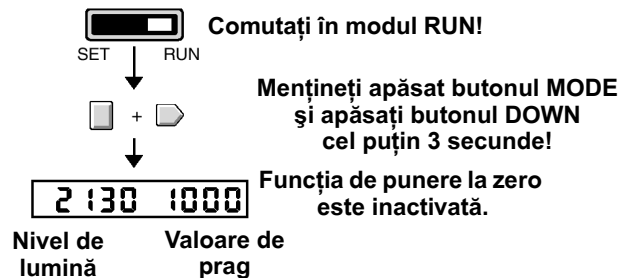 Comutați în modul RUN!
SET RUN
Mențineți apăsat butonul MODE
+
şi apăsați butonul DOWN
cel puțin 3 secunde!
2130 1000
Funcția de punere la zero
este inactivată.
Nivel de
lumină
Valoare de
prag